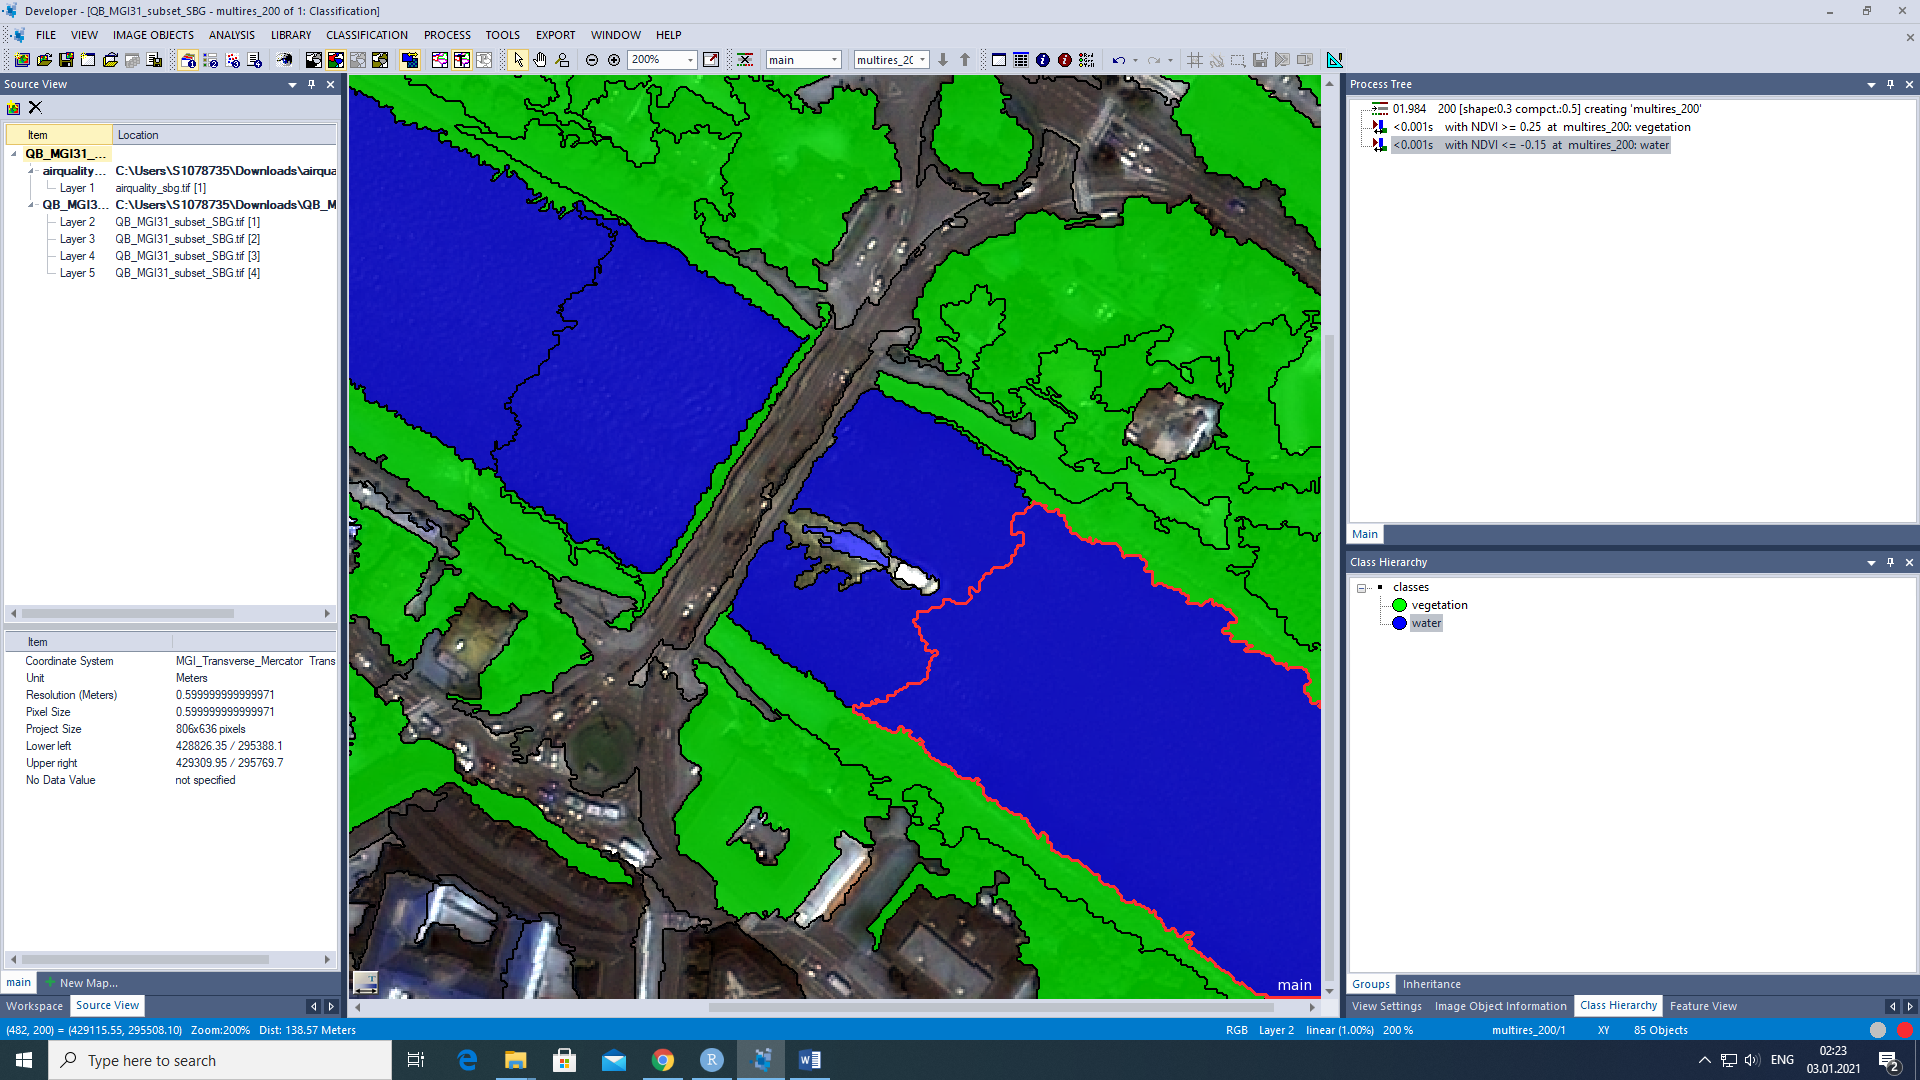 Developer - [QB_MGI31_subset_SBG - multires_200 of 1: Classification]
FILE VIEW IMAGE OBJECTS ANALYSIS LIBRARY CLASSIFICATION PROCESS TOOLS EXPORT WINDOW HELP
200% main multires_2(
Source View
Item Location
QB_MGI31_...
airquality... C:\Users\S1078735\Downloads\airqua
Layer 1 airquality_sbg.tif [1]
QB_MGI3... C:\Users\S1078735\Downloads\QB_M
Layer 2 QB_MGI31_subset_SBG.tif [1]
Layer 3 QB_MGI31_subset_SBG.tif [2]
Layer 4 QB_MGI31_subset_SBG.tif [3]
Layer 5 QB_MGI31_subset_SBG.tif [4]
Item
Coordinate System MGI_Transverse_Mercator Trans
Unit Meters
Resolution (Meters) 0.599999999999971
Pixel Size 0.599999999999971
Project Size 806x636 pixels
Lower left 428826.35 / 295388.1
Upper right 429309.95 / 295769.7
No Data Value not specified
main New Map...
Workspace Source View
main
Process Tree
01.984 200 [shape:0.3 compct.:0.5] creating 'multires_200'
<0.001s with NDVI >= 0.25 at multires_200: vegetation
<0.001s with NDVI <= -0.15 at multires_200: water
Main
Class Hierarchy
classes
vegetation
water
Groups Inheritance
View Settings Image Object Information Class Hierarchy Feature View
(482, 200) = (429115.55, 295508.10) Zoom:200% Dist: 138.57 Meters RGB Layer 2 linear (1.00%) 200 % multires_200/1 XY 85 Objects
Type here to search
ENG
02:23
03.01.2021
2